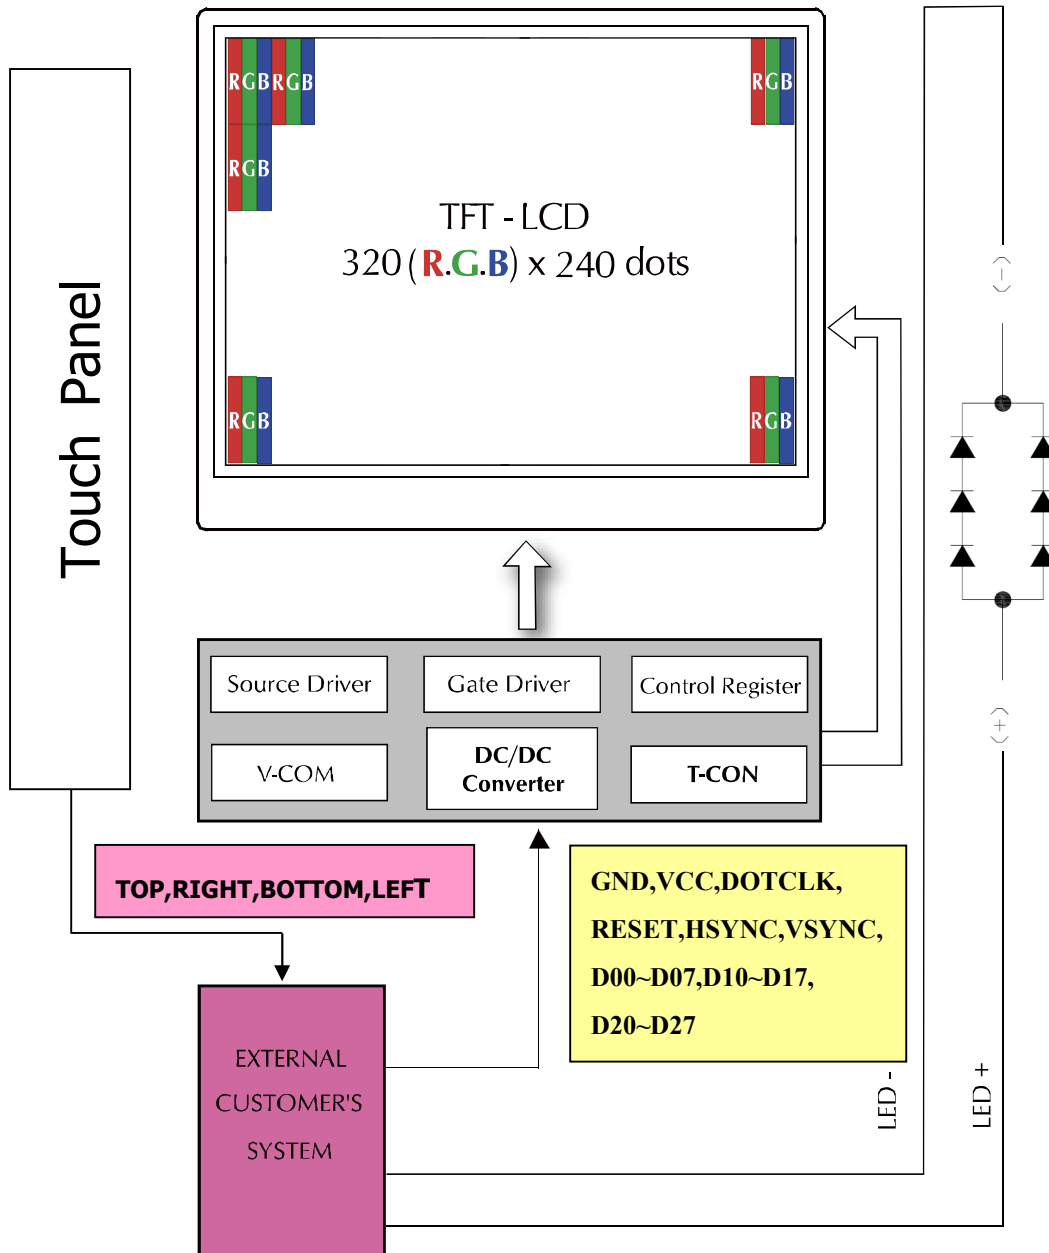 RGBRGB
RGB
RGB
TFT - LCD
320 (R.G.B) x 240 dots
RGB
RGB
Touch Panel
(-)
(+)
Source Driver
Gate Driver
Control Register
V-COM
DC/DC
Converter
T-CON
TOP,RIGHT,BOTTOM,LEFT
GND,VCC,DOTCLK,
RESET,HSYNC,VSYNC,
D00~D07,D10~D17,
D20~D27
EXTERNAL
CUSTOMER'S
SYSTEM
LED -
LED +